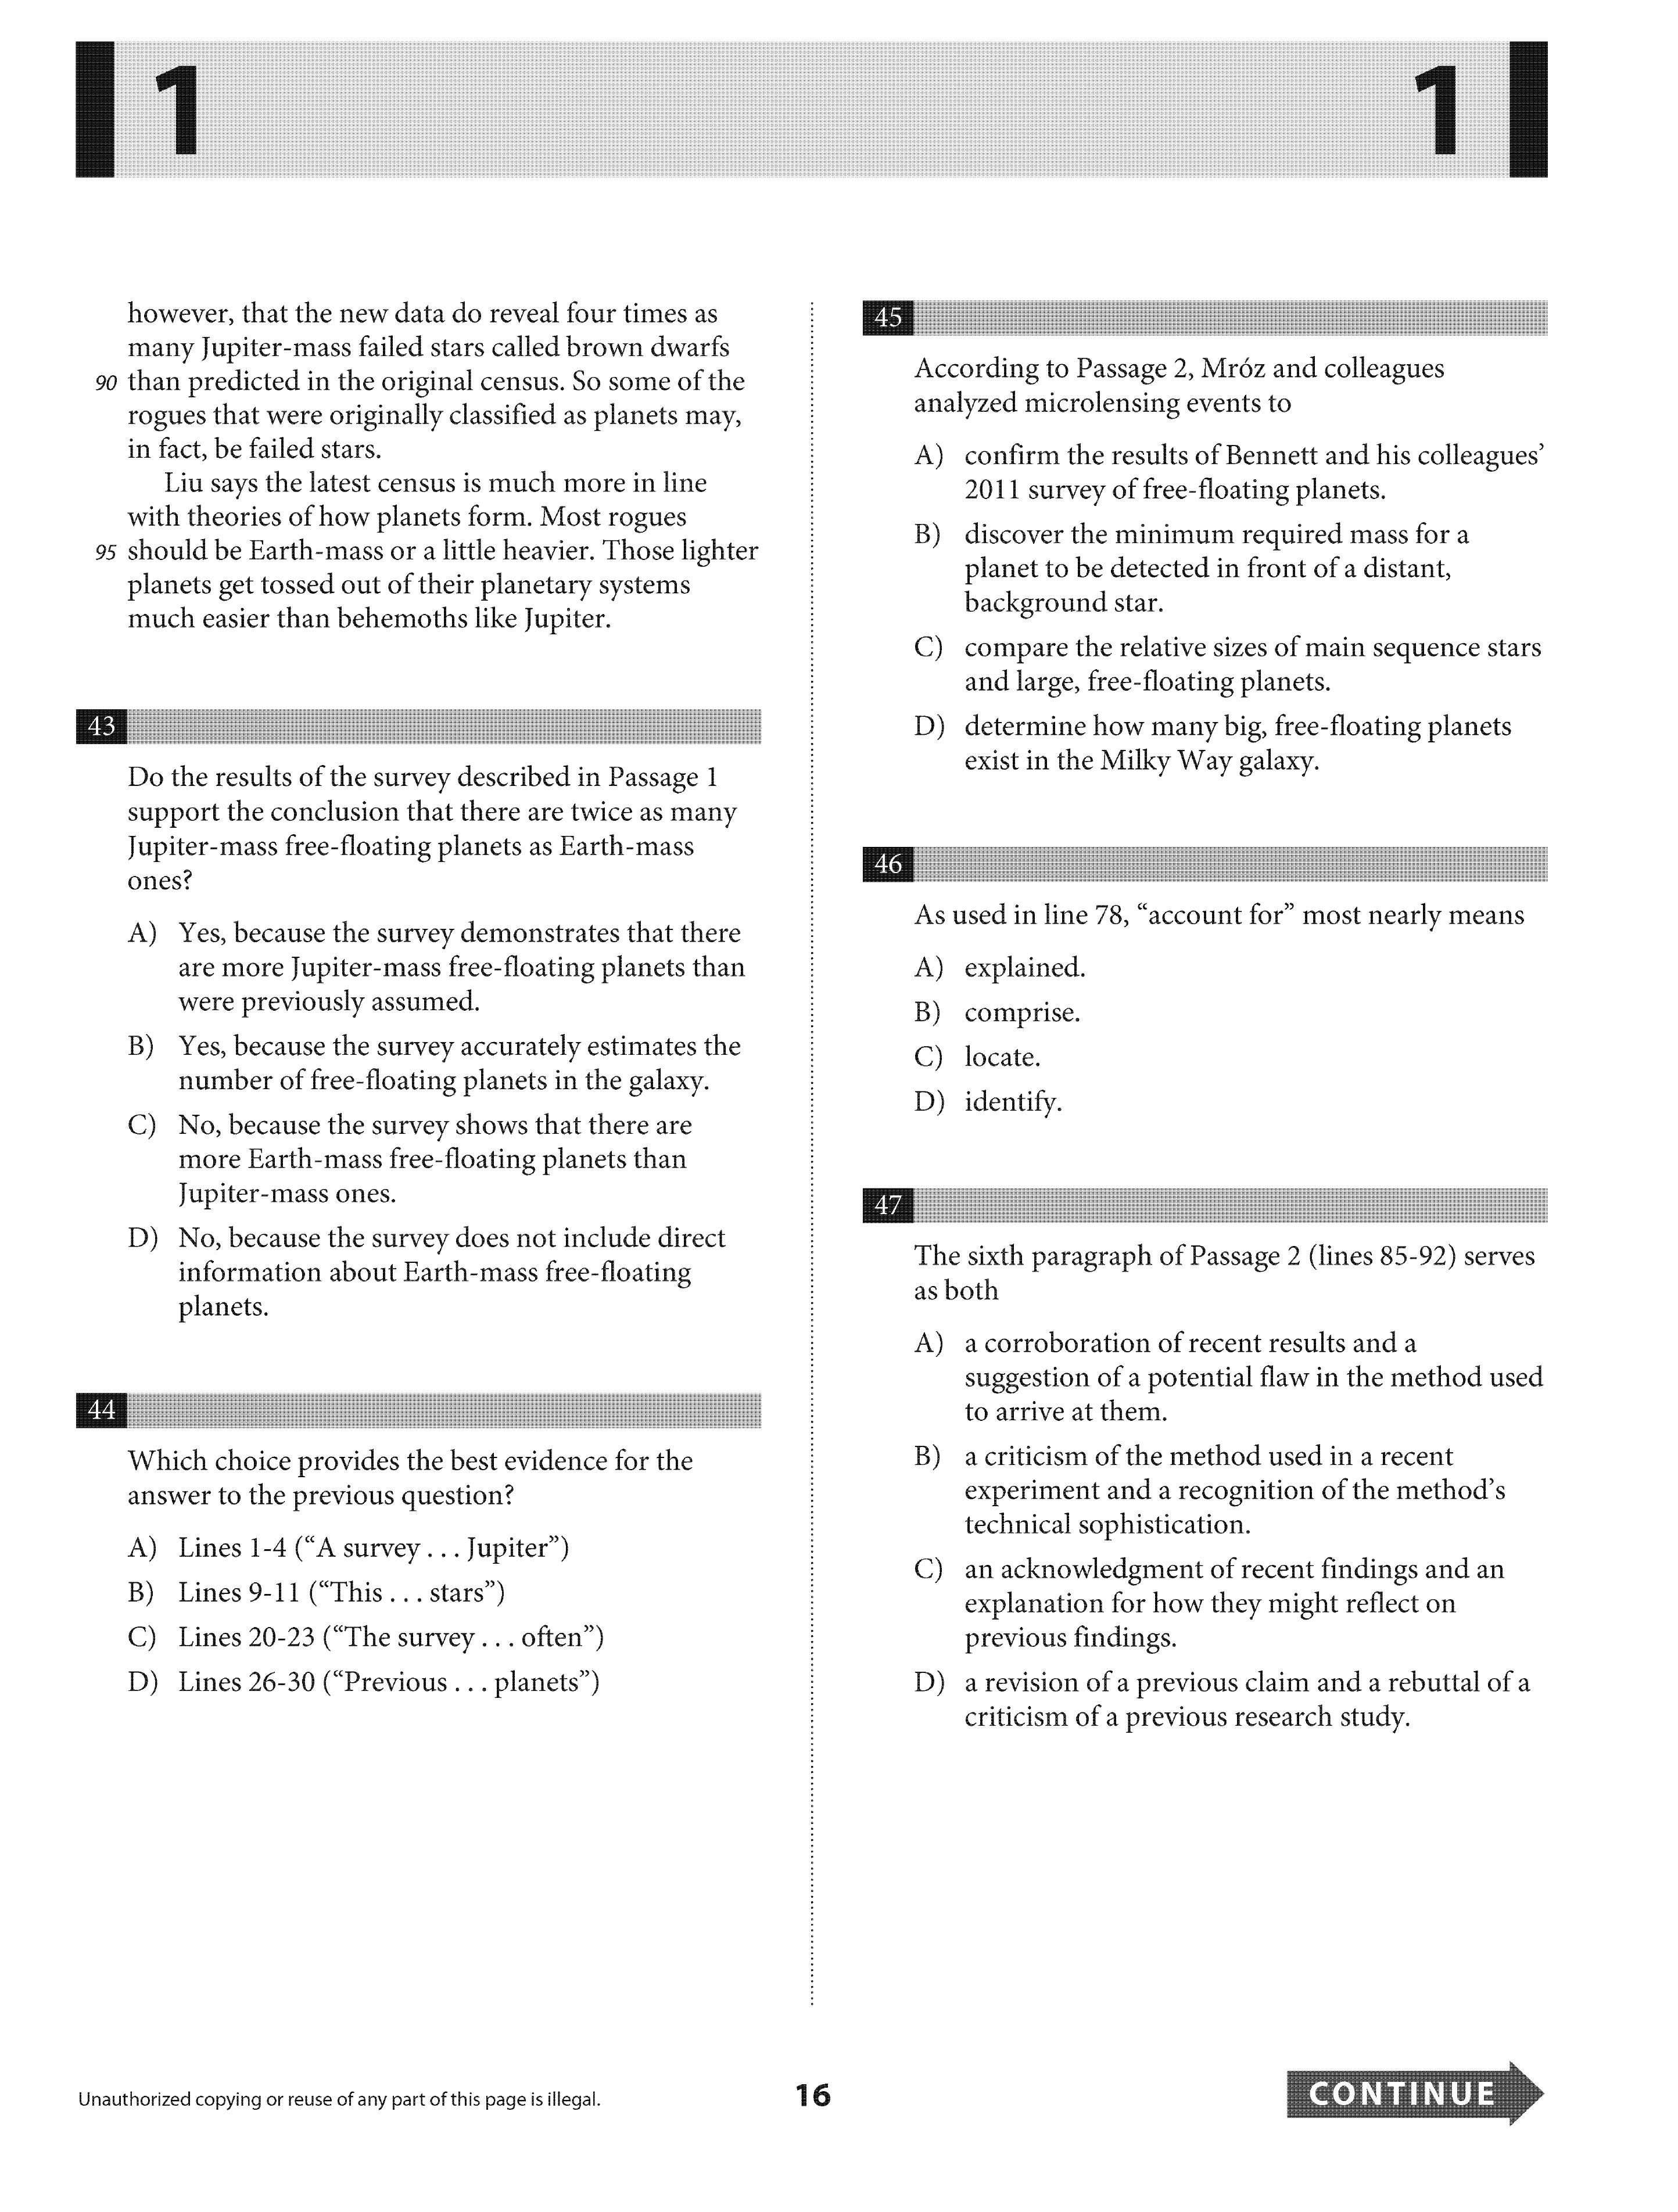 1 1
however, that the new data do reveal four times as
many Jupiter-mass failed stars called brown dwarfs
90 than predicted in the original census. So some of the
rogues that were originally classified as planets may,
in fact, be failed stars.
Liu says the latest census is much more in line
with theories of how planets form. Most rogues
95 should be Earth-mass or a little heavier. Those lighter
planets get tossed out of their planetary systems
much easier than behemoths like Jupiter.
43
Do the results of the survey described in Passage 1
support the conclusion that there are twice as many
Jupiter-mass free-floating planets as Earth-mass
ones?
A) Yes, because the survey demonstrates that there
are more Jupiter-mass free-floating planets than
were previously assumed.
B) Yes, because the survey accurately estimates the
number of free-floating planets in the galaxy.
C) No, because the survey shows that there are
more Earth-mass free-floating planets than
Jupiter-mass ones.
D) No, because the survey does not include direct
information about Earth-mass free-floating
planets.
44
Which choice provides the best evidence for the
answer to the previous question?
A) Lines 1-4 (“A survey . . . Jupiter”)
B) Lines 9-11 (“This . . . stars”)
C) Lines 20-23 (“The survey . . . often”)
D) Lines 26-30 (“Previous . . . planets”)
45
According to Passage 2, Mróz and colleagues
analyzed microlensing events to
A) confirm the results of Bennett and his colleagues’
2011 survey of free-floating planets.
B) discover the minimum required mass for a
planet to be detected in front of a distant,
background star.
C) compare the relative sizes of main sequence stars
and large, free-floating planets.
D) determine how many big, free-floating planets
exist in the Milky Way galaxy.
46
As used in line 78, “account for” most nearly means
A) explained.
B) comprise.
C) locate.
D) identify.
47
The sixth paragraph of Passage 2 (lines 85-92) serves
as both
A) a corroboration of recent results and a
suggestion of a potential flaw in the method used
to arrive at them.
B) a criticism of the method used in a recent
experiment and a recognition of the method’s
technical sophistication.
C) an acknowledgment of recent findings and an
explanation for how they might reflect on
previous findings.
D) a revision of a previous claim and a rebuttal of a
criticism of a previous research study.
Unauthorized copying or reuse of any part of this page is illegal.
16
CONTINUE